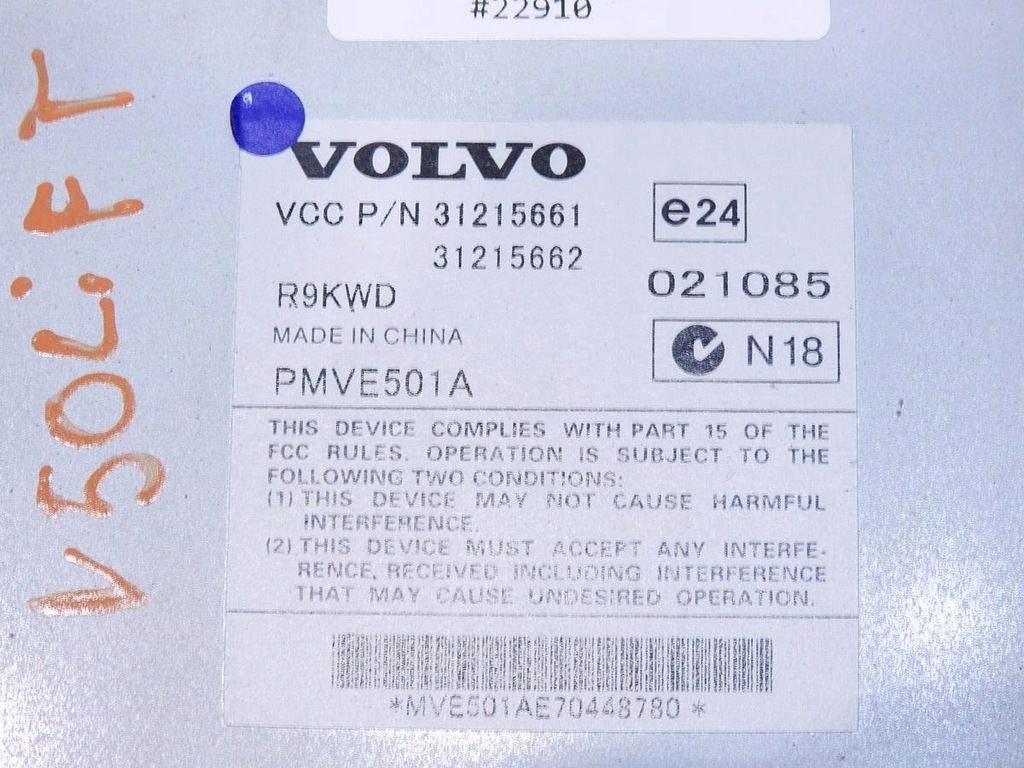 #22910
VOLVO
VCC P/N 31215661
31215662
R9KWD
MADE IN CHINA
PMVE501A
e24
021085
N18
THIS DEVICE COMPLIES WITH PART 15 OF THE
FCC RULES. OPERATION IS SUBJECT TO THE
FOLLOWING TWO CONDITIONS:
(1) THIS DEVICE MAY NOT CAUSE HARMFUL
INTERFERENCE.
(2) THIS DEVICE MUST ACCEPT ANY INTERFE-
RENCE, RECEIVED INCLUDING INTERFERENCE
THAT MAY CAUSE UNDESIRED OPERATION.
*MVE501AE70448780*
V50LiFT